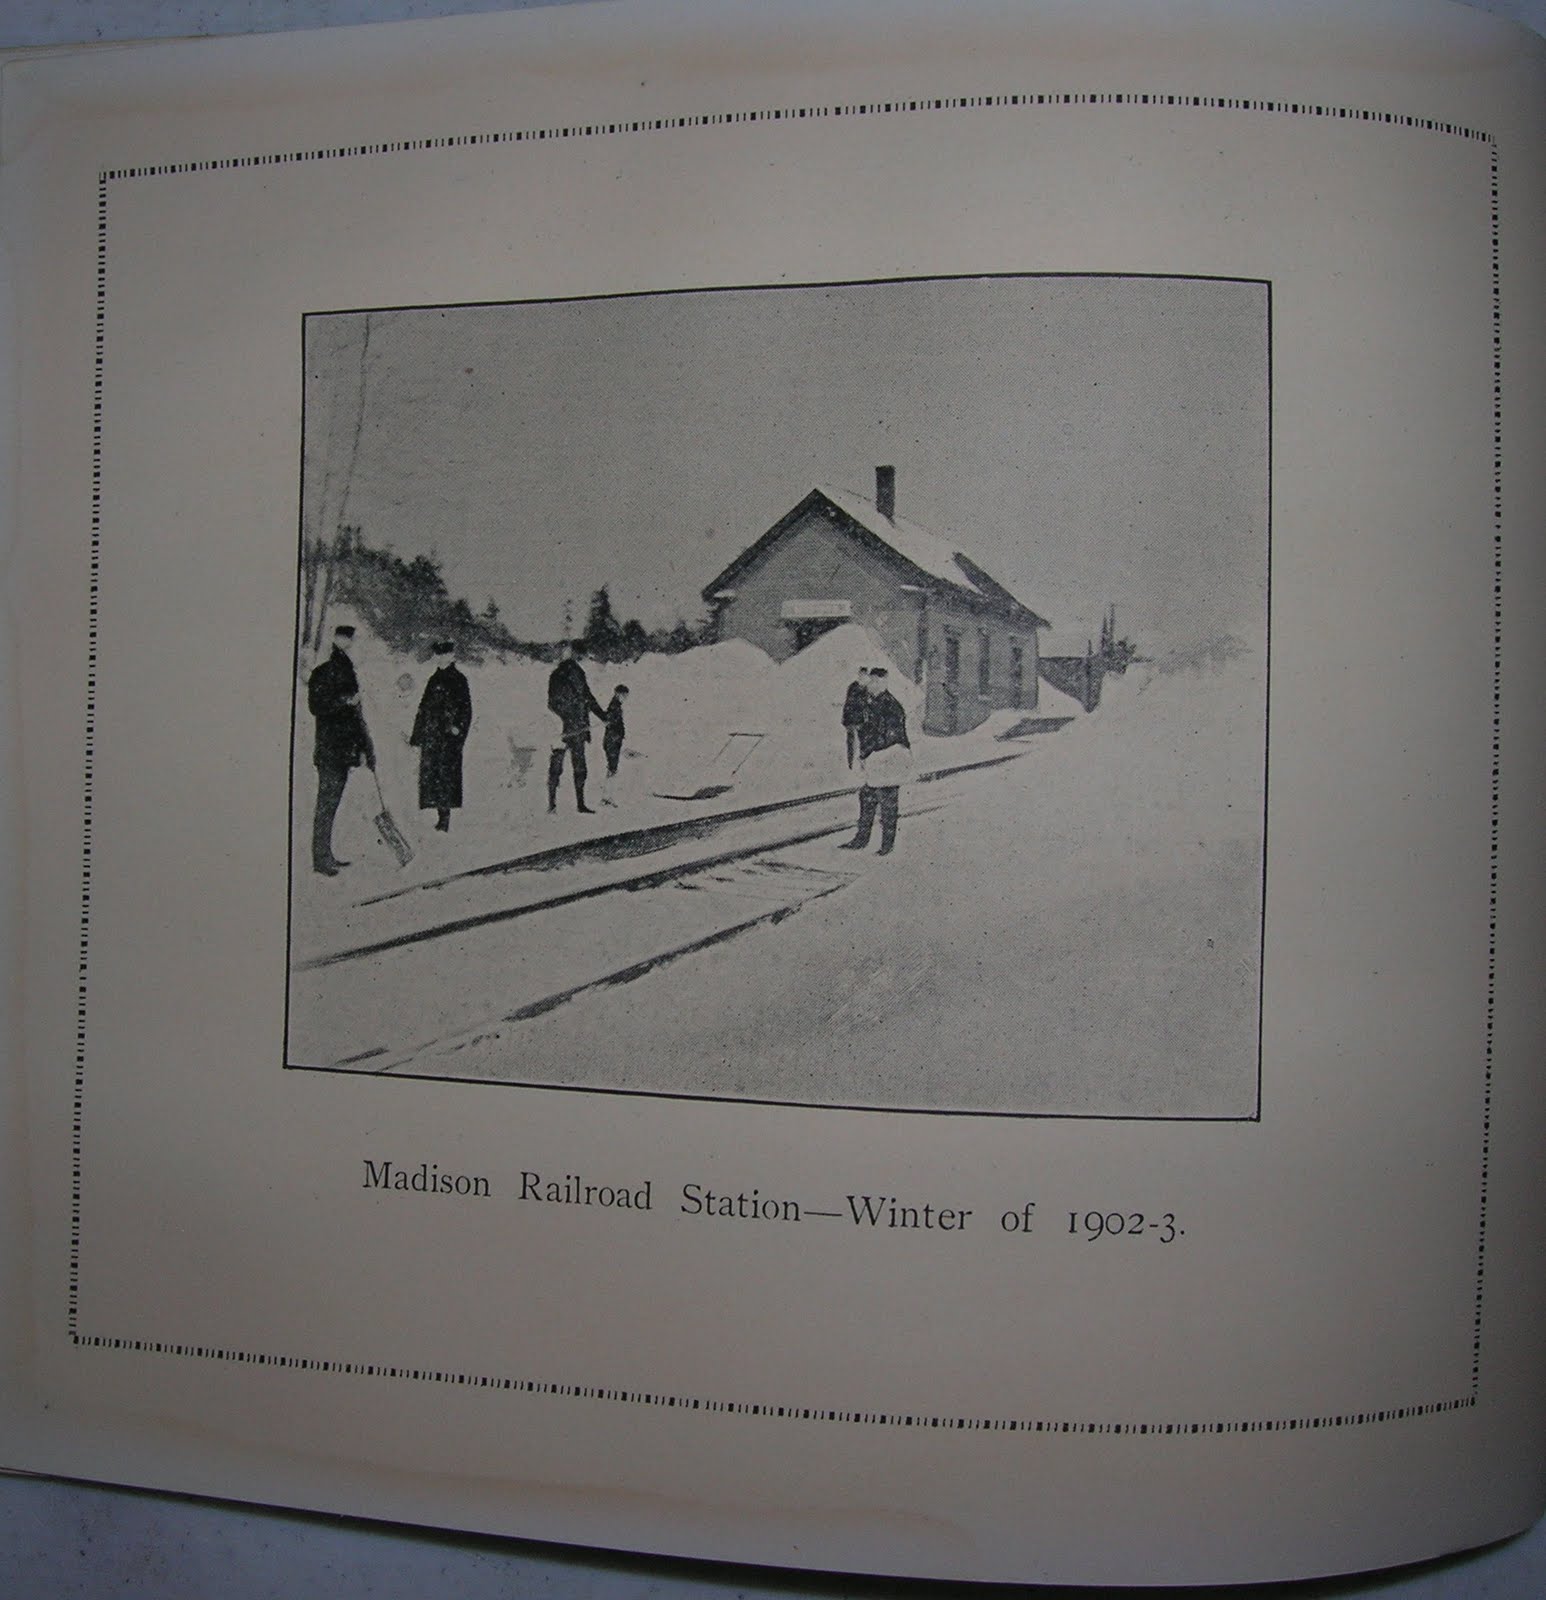 Madison Railroad Station—Winter of 1902-3.